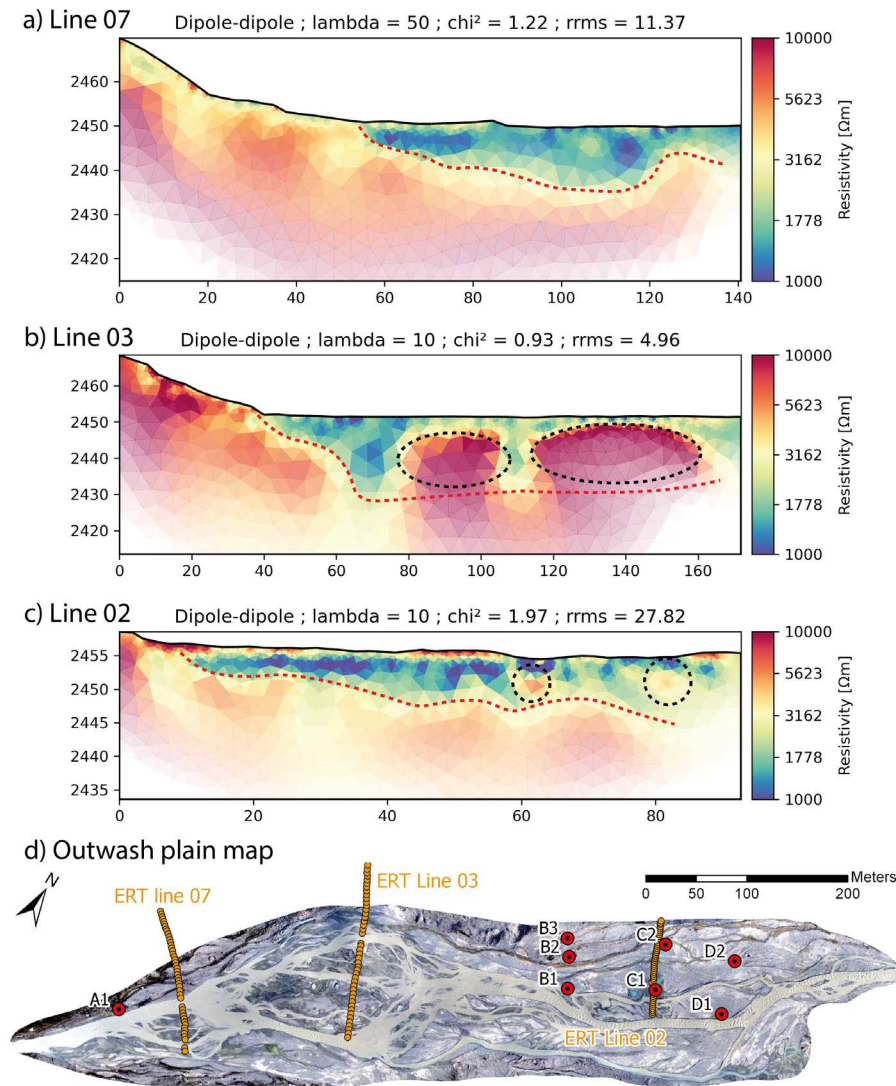 a) Line 07
Dipole-dipole ; lambda = 50 ; chi² = 1.22 ; rrms = 11.37
2460
2450
2440
2430
2420
0 20 40 60 80 100 120 140
10000
5623
3162
1778
1000
Resistivity [Ωm]
b) Line 03
Dipole-dipole ; lambda = 10 ; chi² = 0.93 ; rrms = 4.96
2460
2450
2440
2430
2420
0 20 40 60 80 100 120 140 160
10000
5623
3162
1778
1000
Resistivity [Ωm]
c) Line 02
Dipole-dipole ; lambda = 10 ; chi² = 1.97 ; rrms = 27.82
2455
2450
2445
2440
2435
0 20 40 60 80
10000
5623
3162
1778
1000
Resistivity [Ωm]
d) Outwash plain map
N
ERT line 07
ERT Line 03
Meters
0 50 100 200
A1
B3
B2
B1
C2
C1
D2
D1
ERT Line 02